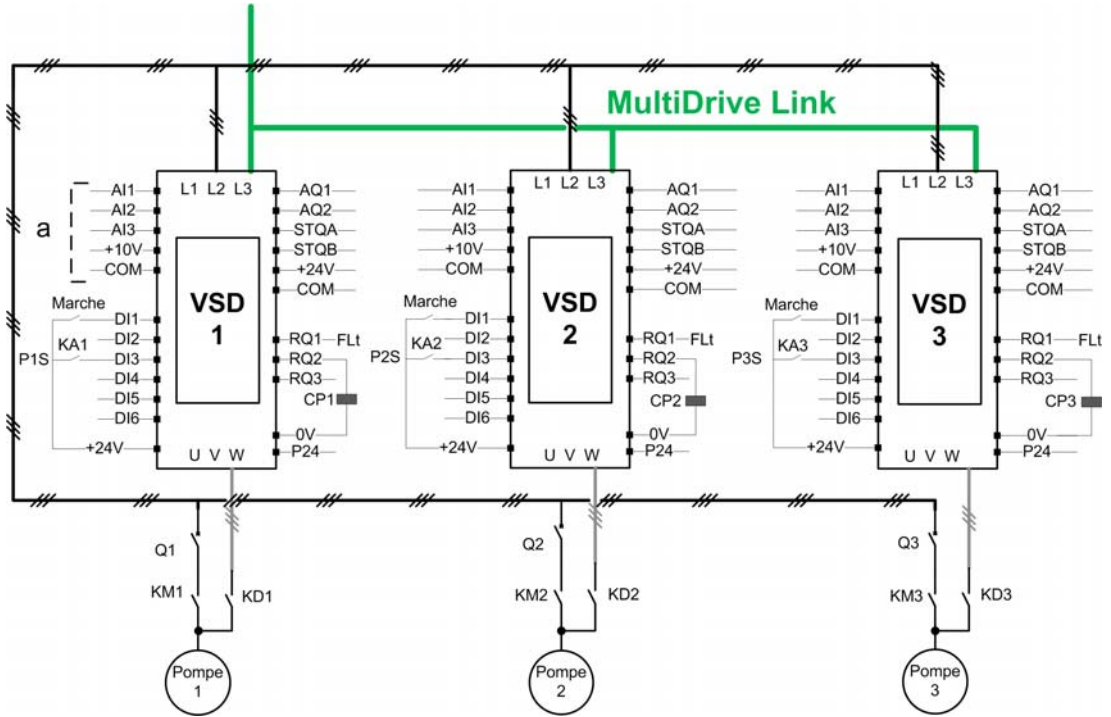 MultiDrive Link
L1 L2 L3
AI1
AI2
AI3
+10V
COM
a
Marche
DI1
DI2
KA1
DI3
P1S
DI4
DI5
DI6
+24V
VSD
1
AQ1
AQ2
STQA
STQB
+24V
COM
RQ1 FLt
RQ2
RQ3
CP1
0V
P24
U V W
L1 L2 L3
AI1
AI2
AI3
+10V
COM
Marche
DI1
DI2
KA2
DI3
P2S
DI4
DI5
DI6
+24V
VSD
2
AQ1
AQ2
STQA
STQB
+24V
COM
RQ1 FLt
RQ2
RQ3
CP2
0V
P24
U V W
L1 L2 L3
AI1
AI2
AI3
+10V
COM
Marche
DI1
DI2
KA3
DI3
P3S
DI4
DI5
DI6
+24V
VSD
3
AQ1
AQ2
STQA
STQB
+24V
COM
RQ1 FLt
RQ2
RQ3
CP3
0V
P24
U V W
Q1
KM1 KD1
Pompe
1
Q2
KM2 KD2
Pompe
2
Q3
KM3 KD3
Pompe
3